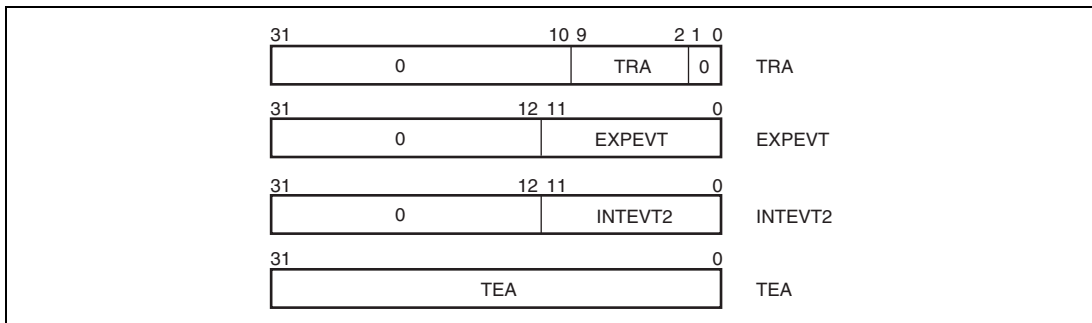 31 10 9 2 1 0
0 TRA 0 TRA
31 12 11 0
0 EXPEVT EXPEVT
31 12 11 0
0 INTEVT2 INTEVT2
31 0
TEA TEA